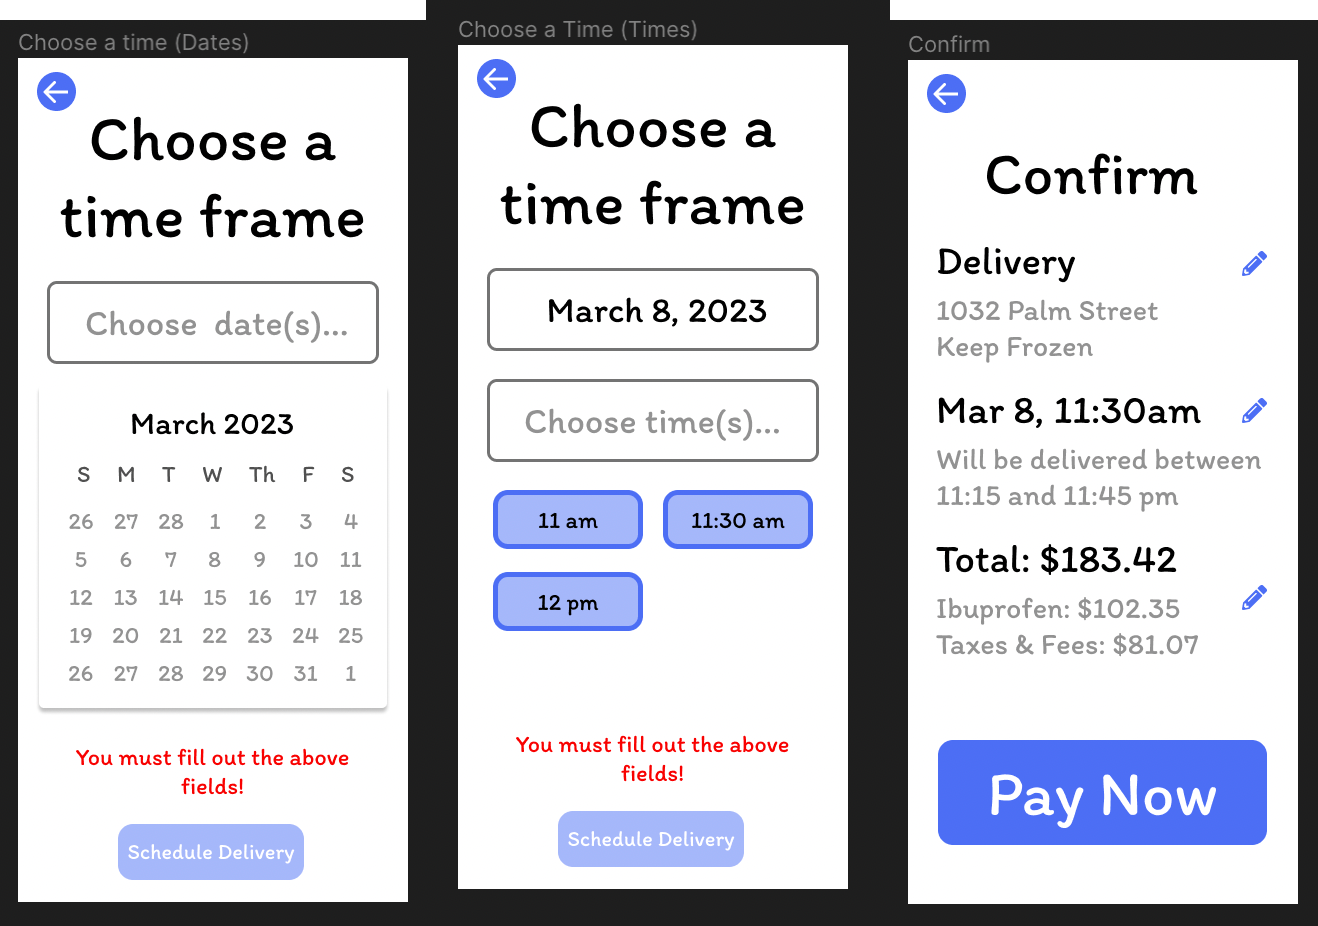 Choose a time (Dates)
Choose a
time frame
Choose  date(s)...
March 2023
S M T W Th F S
26 27 28 1 2 3 4
5 6 7 8 9 10 11
12 13 14 15 16 17 18
19 20 21 22 23 24 25
26 27 28 29 30 31 1
You must fill out the above
fields!
Schedule Delivery
Choose a Time (Times)
Choose a
time frame
March 8, 2023
Choose time(s)...
11 am 11:30 am
12 pm
You must fill out the above
fields!
Schedule Delivery
Confirm
Confirm
Delivery
1032 Palm Street
Keep Frozen
Mar 8, 11:30am
Will be delivered between
11:15 and 11:45 pm
Total: $183.42
Ibuprofen: $102.35
Taxes & Fees: $81.07
Pay Now